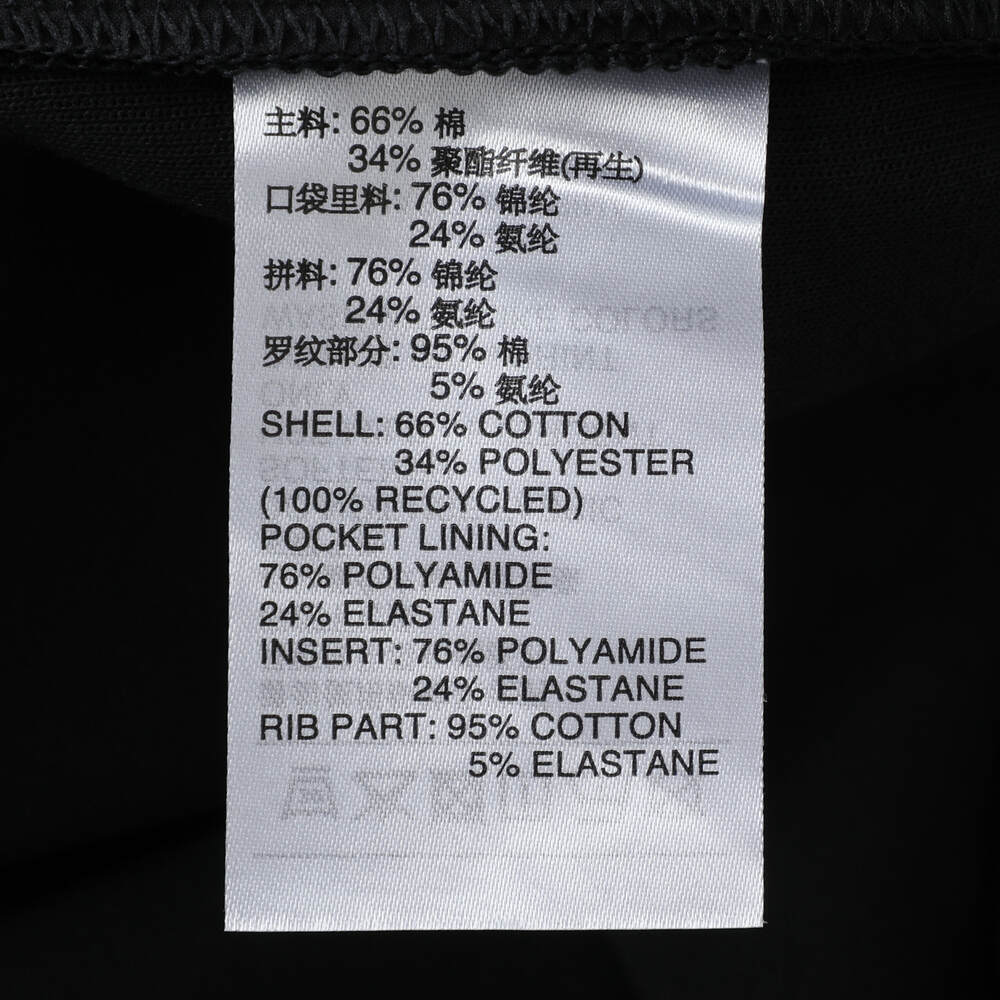 主料: 66% 棉
34% 聚酯纤维(再生)
口袋里料: 76% 锦纶
24% 氨纶
拼料: 76% 锦纶
24% 氨纶
罗纹部分: 95% 棉
5% 氨纶
SHELL: 66% COTTON
34% POLYESTER
(100% RECYCLED)
POCKET LINING:
76% POLYAMIDE
24% ELASTANE
INSERT: 76% POLYAMIDE
24% ELASTANE
RIB PART: 95% COTTON
5% ELASTANE